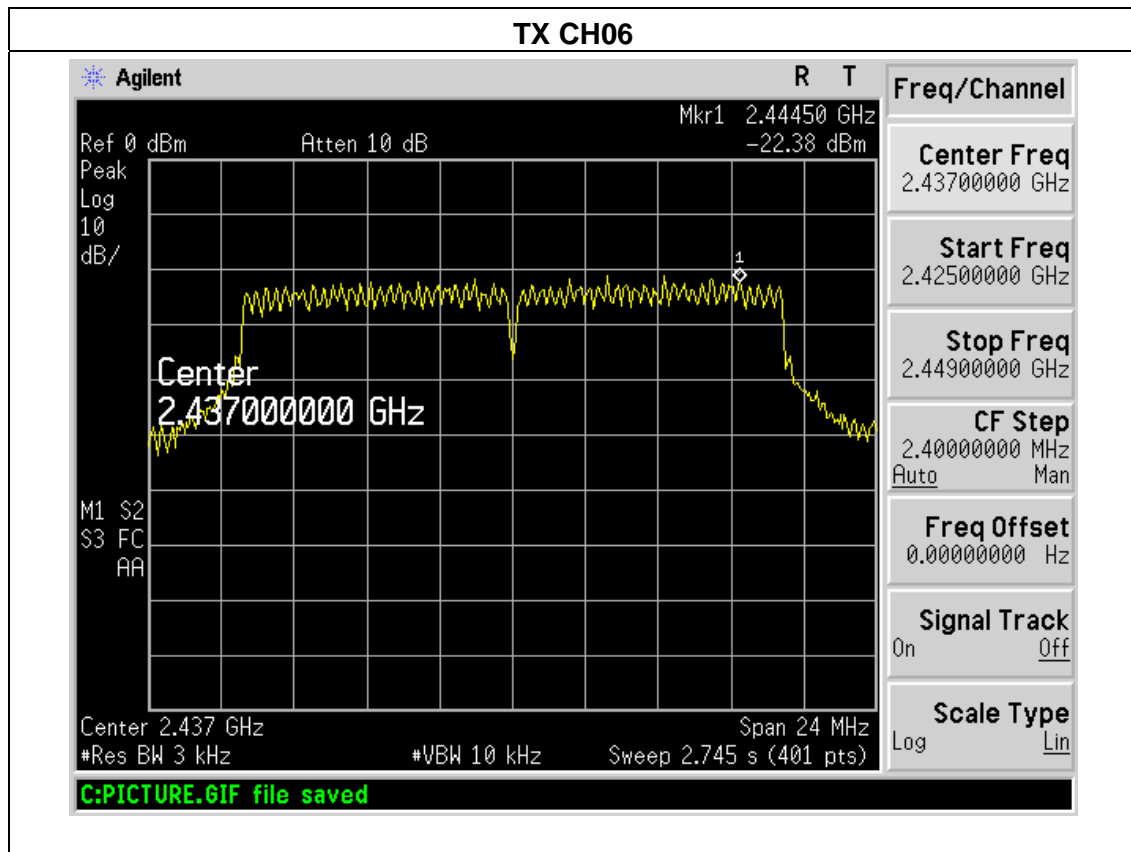 TX CH06
Agilent R T
Mkr1 2.44450 GHz
Ref 0 dBm Atten 10 dB -22.38 dBm
Peak
Log
10
dB/
1
Center
2.437000000 GHz
M1 S2
S3 FC
AA
Center 2.437 GHz Span 24 MHz
#Res BW 3 kHz #VBW 10 kHz Sweep 2.745 s (401 pts)
C:PICTURE.GIF file saved
Freq/Channel
Center Freq
2.43700000 GHz
Start Freq
2.42500000 GHz
Stop Freq
2.44900000 GHz
CF Step
2.40000000 MHz
Auto Man
Freq Offset
0.00000000 Hz
Signal Track
On Off
Scale Type
Log Lin